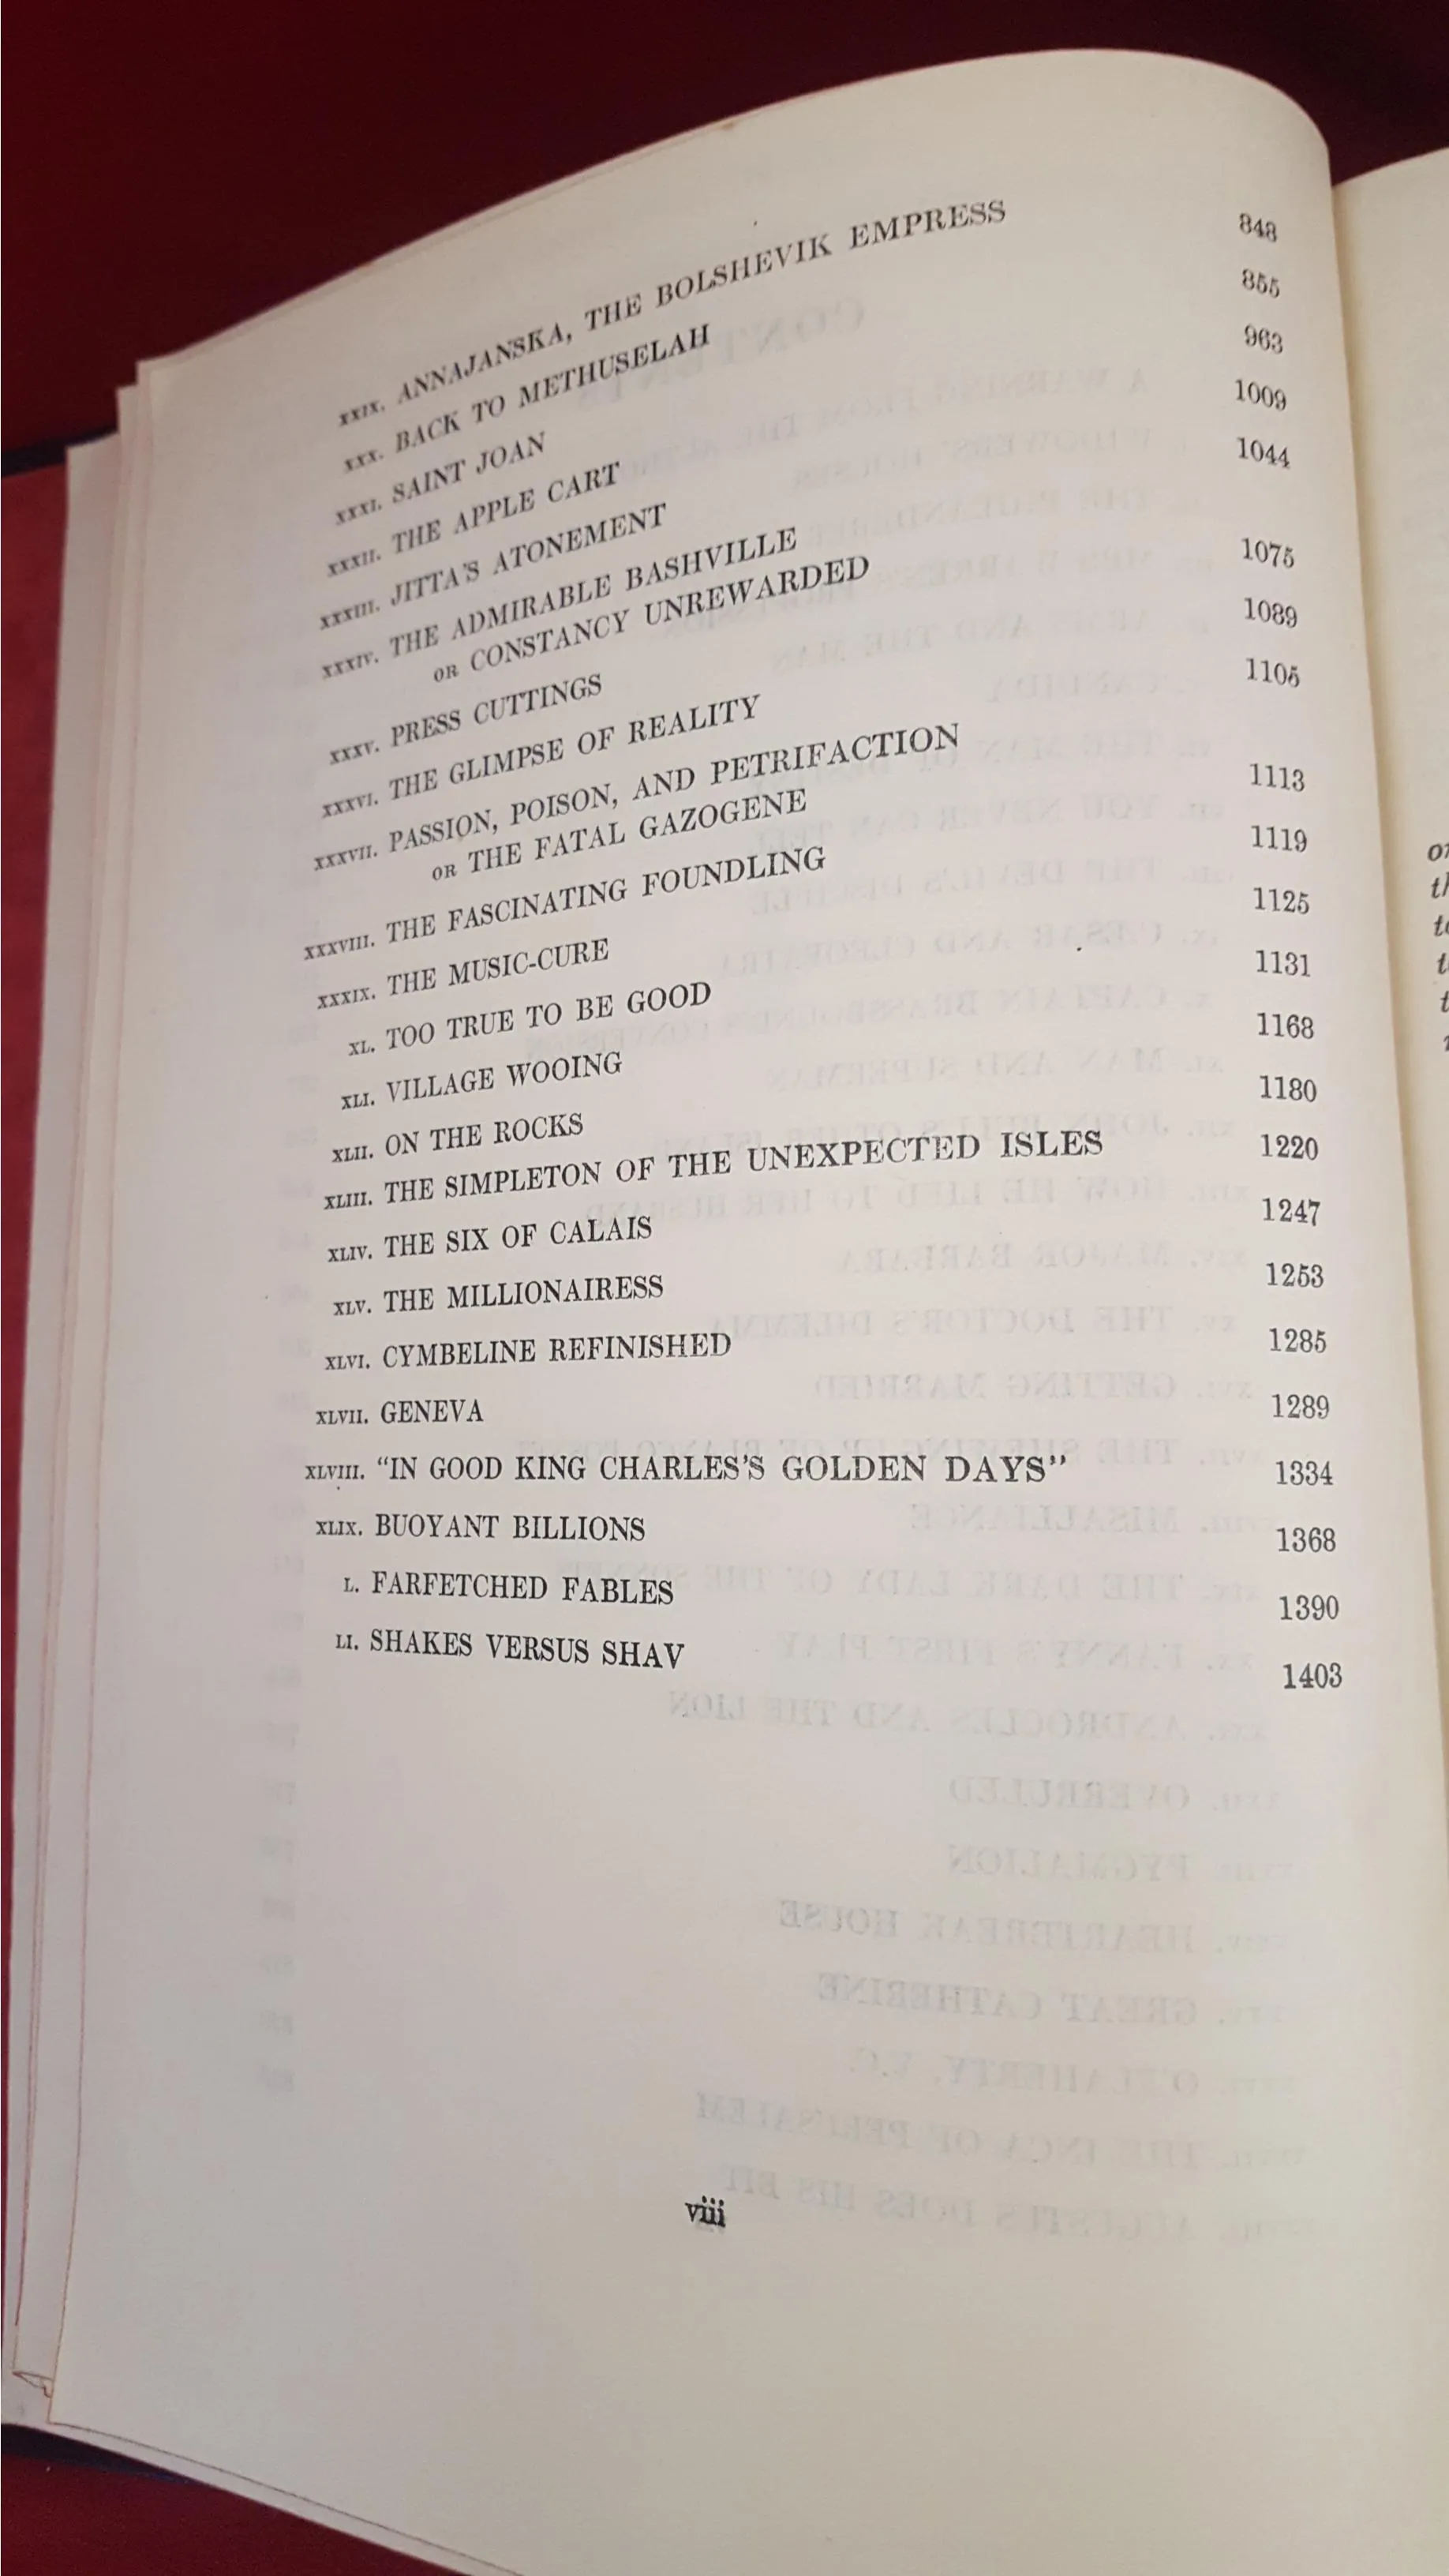 XXIX. ANNAJANSKA, THE BOLSHEVIK EMPRESS 848
XXX. BACK TO METHUSELAH 855
XXXI. SAINT JOAN 963
XXXII. THE APPLE CART 1009
XXXIII. JITTA'S ATONEMENT 1044
XXXIV. THE ADMIRABLE BASHVILLE
OR CONSTANCY UNREWARDED 1075
XXXV. PRESS CUTTINGS 1089
XXXVI. THE GLIMPSE OF REALITY 1105
XXXVII. PASSION, POISON, AND PETRIFACTION
OR THE FATAL GAZOGENE 1113
XXXVIII. THE FASCINATING FOUNDLING 1119
XXXIX. THE MUSIC-CURE 1125
XL. TOO TRUE TO BE GOOD 1131
XLI. VILLAGE WOOING 1168
XLII. ON THE ROCKS 1180
XLIII. THE SIMPLETON OF THE UNEXPECTED ISLES 1220
XLIV. THE SIX OF CALAIS 1247
XLV. THE MILLIONAIRESS 1253
XLVI. CYMBELINE REFINISHED 1285
XLVII. GENEVA 1289
XLVIII. "IN GOOD KING CHARLES'S GOLDEN DAYS" 1334
XLIX. BUOYANT BILLIONS 1368
L. FARFETCHED FABLES 1390
LI. SHAKES VERSUS SHAV 1403
viii